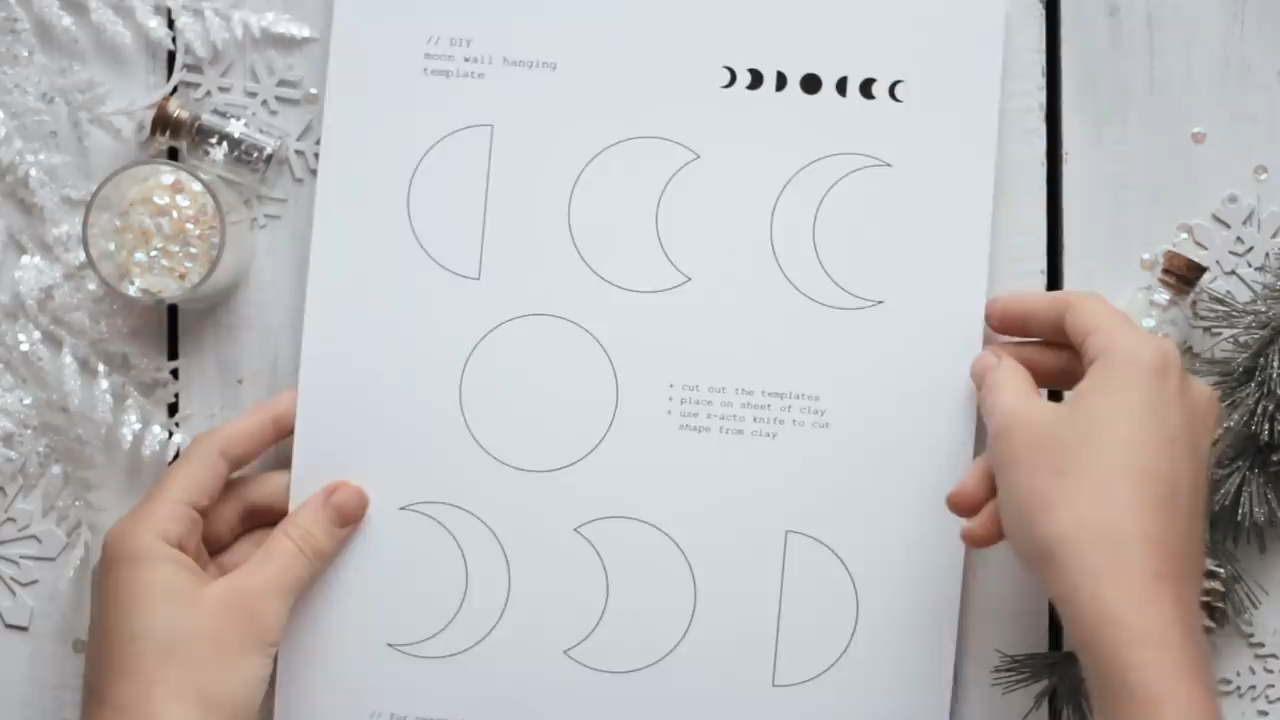 // DIY
moon wall hanging
template
+ cut out the templates
+ place on sheet of clay
+ use x-acto knife to cut
shape from clay
//